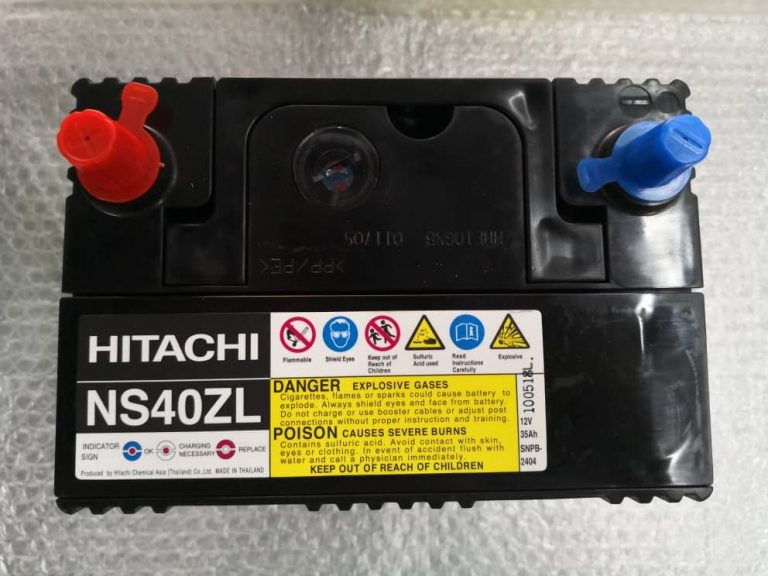 MHE10GNB 011705
>PP/PE<
HITACHI
NS40ZL
INDICATOR SIGN
OK
CHARGING NECESSARY
REPLACE
Produced by Hitachi Chemical Asia (Thailand) Co.,Ltd. MADE IN THAILAND
Flammable
Shield Eyes
Keep out of Reach of Children
Sulfuric Acid used
Read Instructions Carefully
Explosive
DANGER EXPLOSIVE GASES
Cigarettes, flames or sparks could cause battery to
explode. Always shield eyes and face from battery.
Do not charge or use booster cables or adjust post
connections without proper instruction and training.
POISON CAUSES SEVERE BURNS
Contains sulfuric acid. Avoid contact with skin,
eyes or clothing. In event of accident flush with
water and call a physician immediately.
KEEP OUT OF REACH OF CHILDREN
100518L.
12V
35Ah
SNPB-
2404